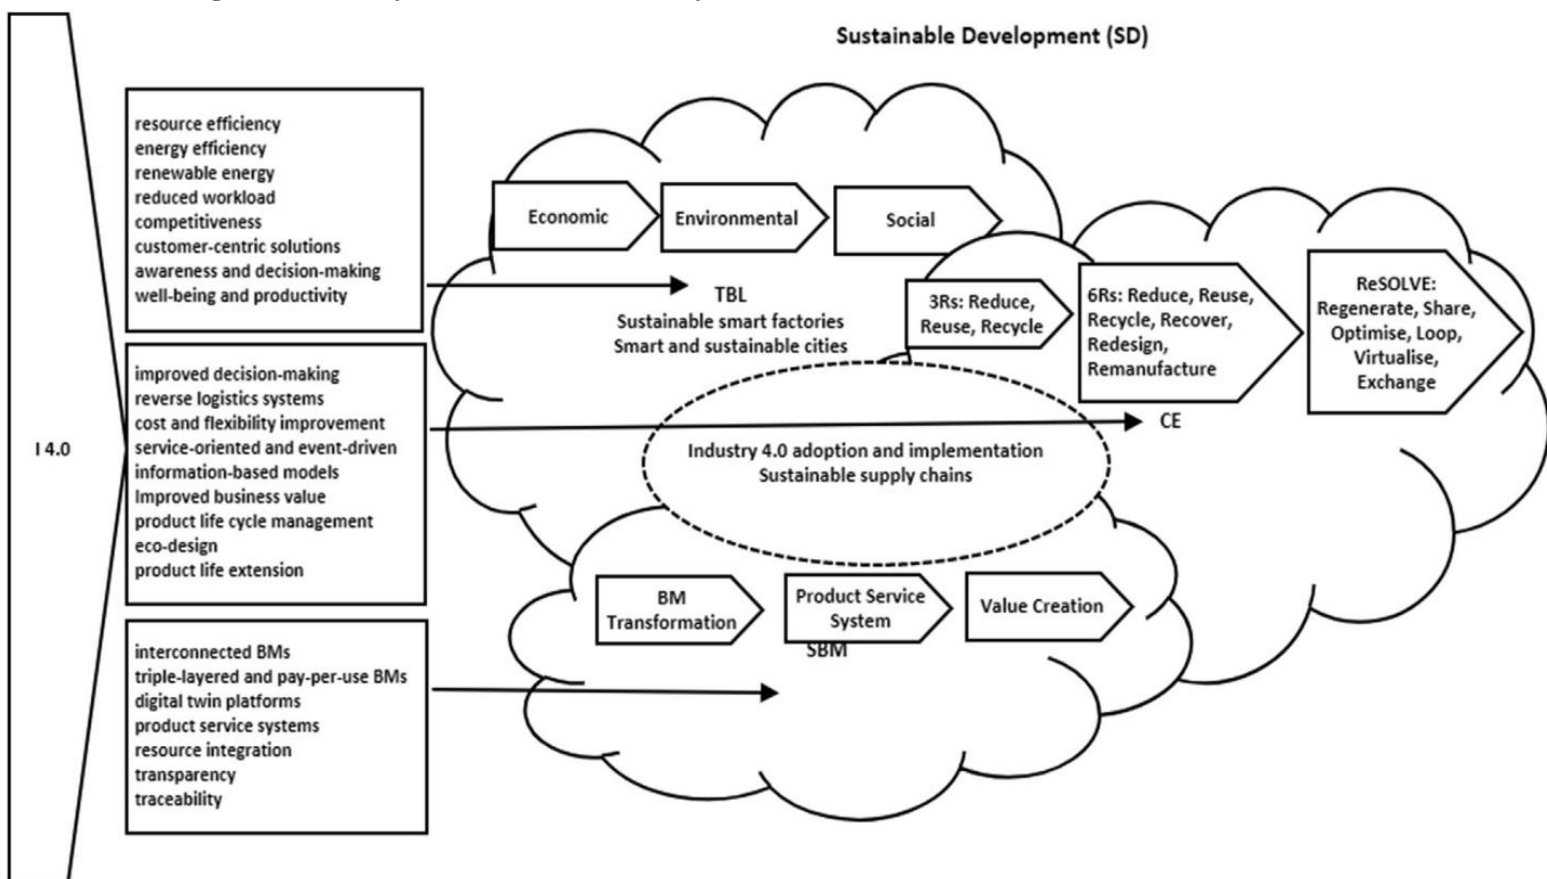 Sustainable Development (SD)
I 4.0
resource efficiency
energy efficiency
renewable energy
reduced workload
competitiveness
customer-centric solutions
awareness and decision-making
well-being and productivity
improved decision-making
reverse logistics systems
cost and flexibility improvement
service-oriented and event-driven
information-based models
Improved business value
product life cycle management
eco-design
product life extension
interconnected BMs
triple-layered and pay-per-use BMs
digital twin platforms
product service systems
resource integration
transparency
traceability
Economic
Environmental
Social
TBL
Sustainable smart factories
Smart and sustainable cities
3Rs: Reduce,
Reuse, Recycle
6Rs: Reduce, Reuse,
Recycle, Recover,
Redesign,
Remanufacture
ReSOLVE:
Regenerate, Share,
Optimise, Loop,
Virtualise,
Exchange
CE
Industry 4.0 adoption and implementation
Sustainable supply chains
BM
Transformation
Product Service
System
Value Creation
SBM